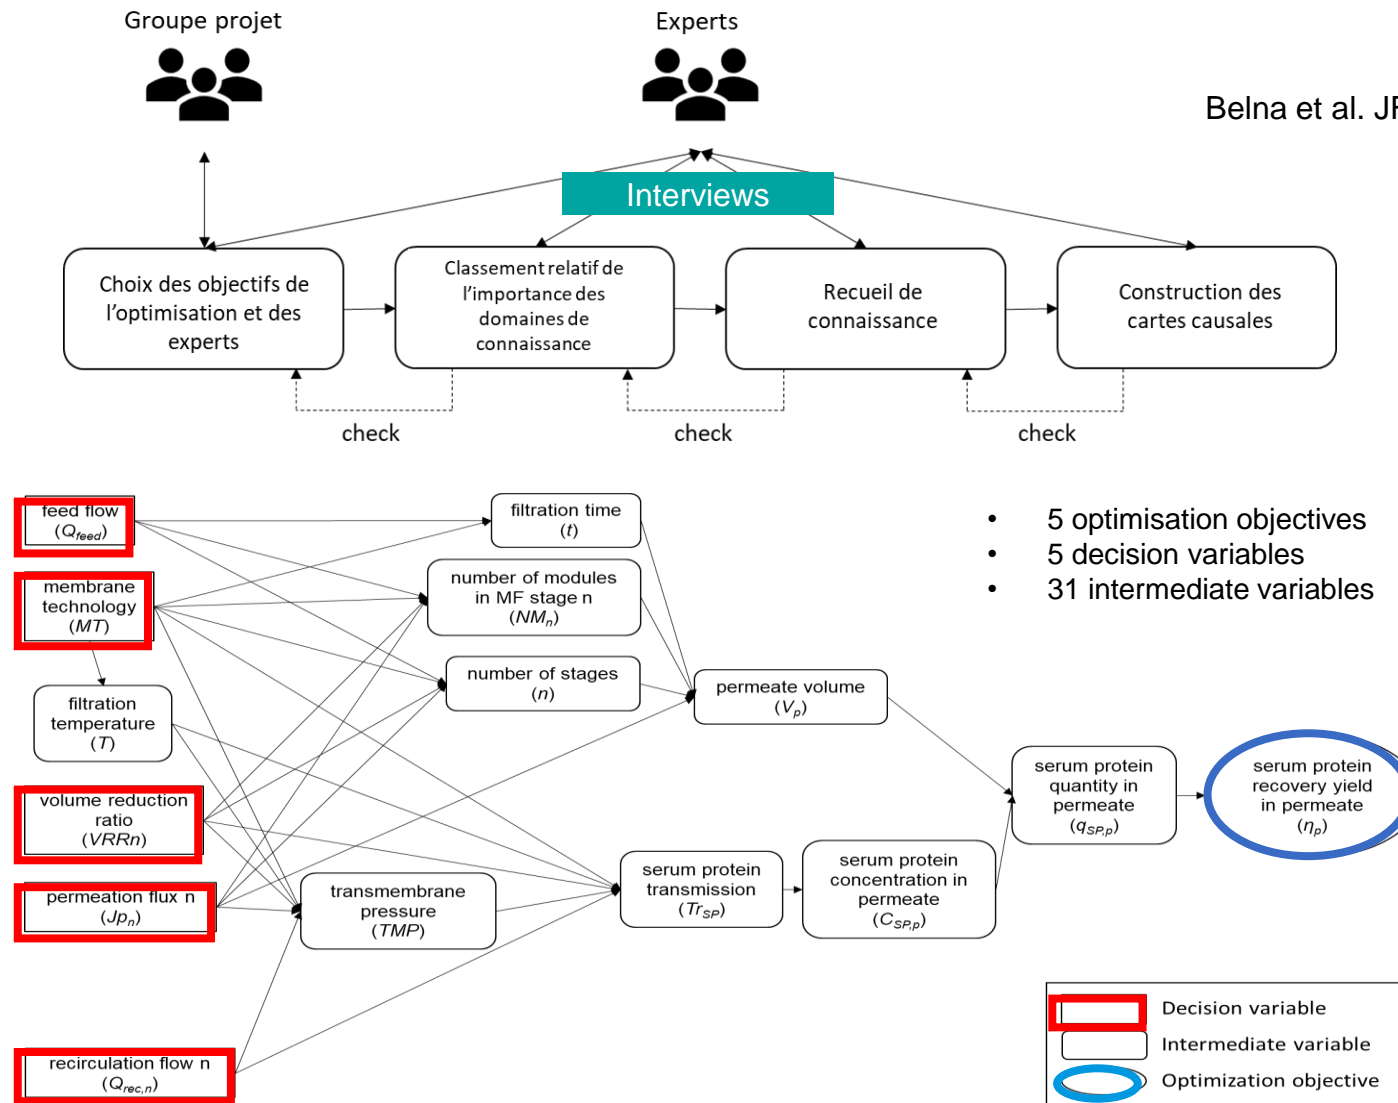 Groupe projet
Experts
Belna et al. JF
Interviews
Choix des objectifs de
l'optimisation et des
experts
Classement relatif de
l'importance des
domaines de
connaissance
Recueil de
connaissance
Construction des
cartes causales
check
check
check
feed flow
(Qfeed)
membrane
technology
(MT)
filtration
temperature
(T)
volume reduction
ratio
(VRRn)
permeation flux n
(Jpn)
recirculation flow n
(Qrec,n)
filtration time
(t)
number of modules
in MF stage n
(NMn)
number of stages
(n)
transmembrane
pressure
(TMP)
permeate volume
(Vp)
serum protein
transmission
(TrSP)
serum protein
concentration in
permeate
(CSP,p)
serum protein
quantity in
permeate
(qSP,p)
serum protein
recovery yield
in permeate
(ηp)
• 5 optimisation objectives
• 5 decision variables
• 31 intermediate variables
Decision variable
Intermediate variable
Optimization objective